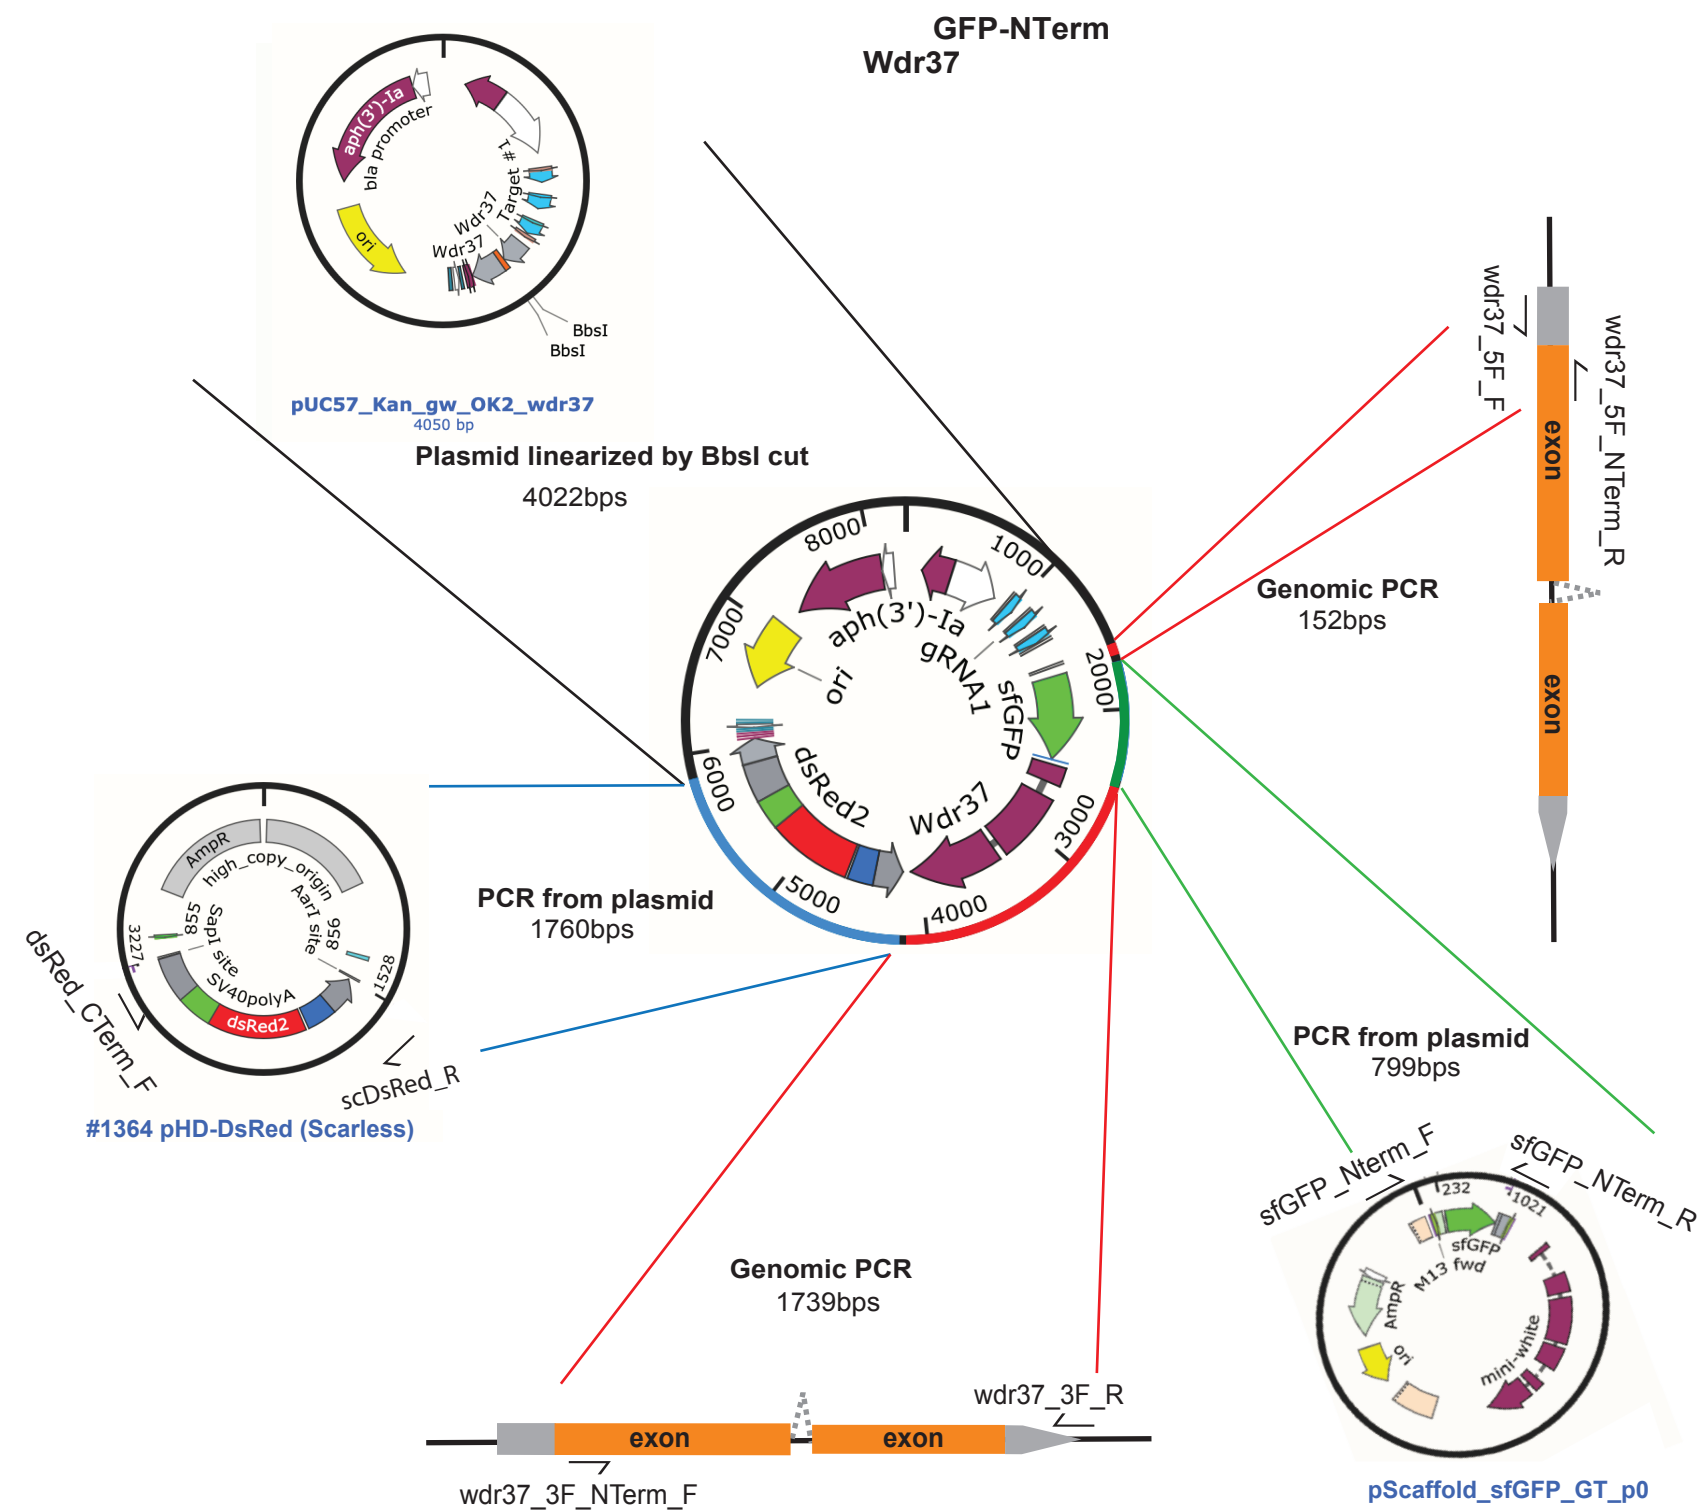 GFP-NTerm
Wdr37
aph(3')-Ia
bla promoter
ori
Target #1
Wdr37
Wdr37
BbsI
BbsI
pUC57_Kan_gw_OK2_wdr37
4050 bp
Plasmid linearized by BbsI cut
4022bps
wdr37_5F_F
wdr37_5F_NTerm_R
exon
exon
Genomic PCR
152bps
8000
1000
7000
2000
6000
3000
5000
4000
aph(3')-Ia
gRNA1
ori
sfGFP
dsRed2
Wdr37
PCR from plasmid
1760bps
AmpR
high_copy_origin
855
SapI site
AarI site
898
3227
1528
SV40polyA
dsRed2
dsRed_CTerm_F
scDsRed_R
#1364 pHD-DsRed (Scarless)
PCR from plasmid
799bps
sfGFP_Nterm_F
sfGFP_NTerm_R
232
1021
sfGFP
M13 fwd
AmpR
ori
mini-white
pScaffold_sfGFP_GT_p0
Genomic PCR
1739bps
wdr37_3F_R
exon
exon
wdr37_3F_NTerm_F